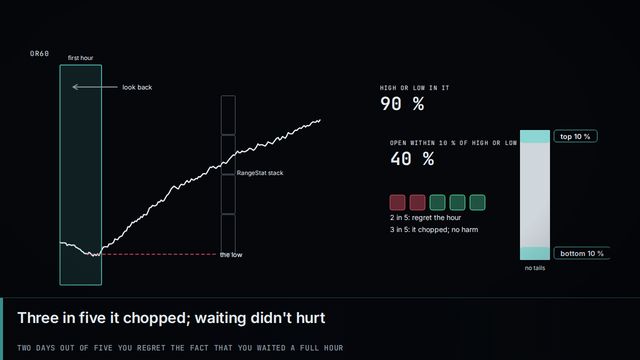 OR60
first hour
look back
RangeStat stack
the low
HIGH OR LOW IN IT
90 %
OPEN WITHIN 10 % OF HIGH OR LOW
40 %
2 in 5: regret the hour
3 in 5: it chopped; no harm
top 10 %
bottom 10 %
no tails
Three in five it chopped; waiting didn't hurt
TWO DAYS OUT OF FIVE YOU REGRET THE FACT THAT YOU WAITED A FULL HOUR